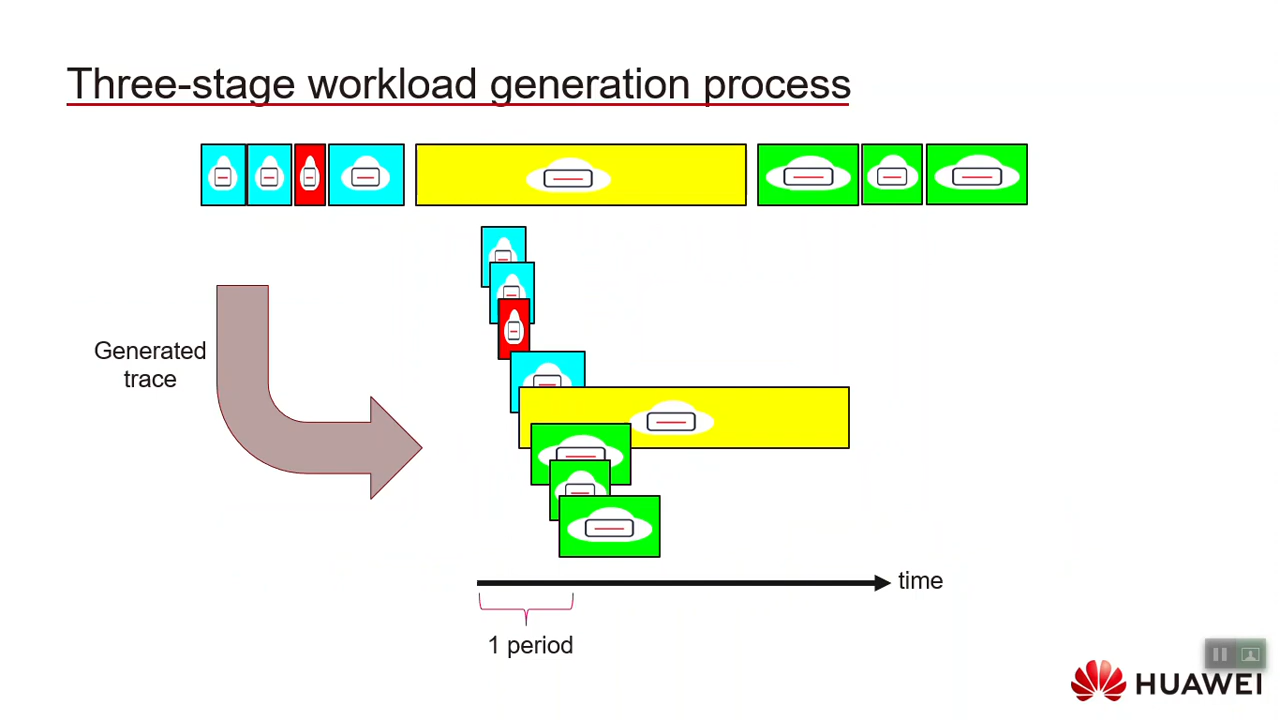 Three-stage workload generation process
Generated
trace
time
1 period
HUAWEI